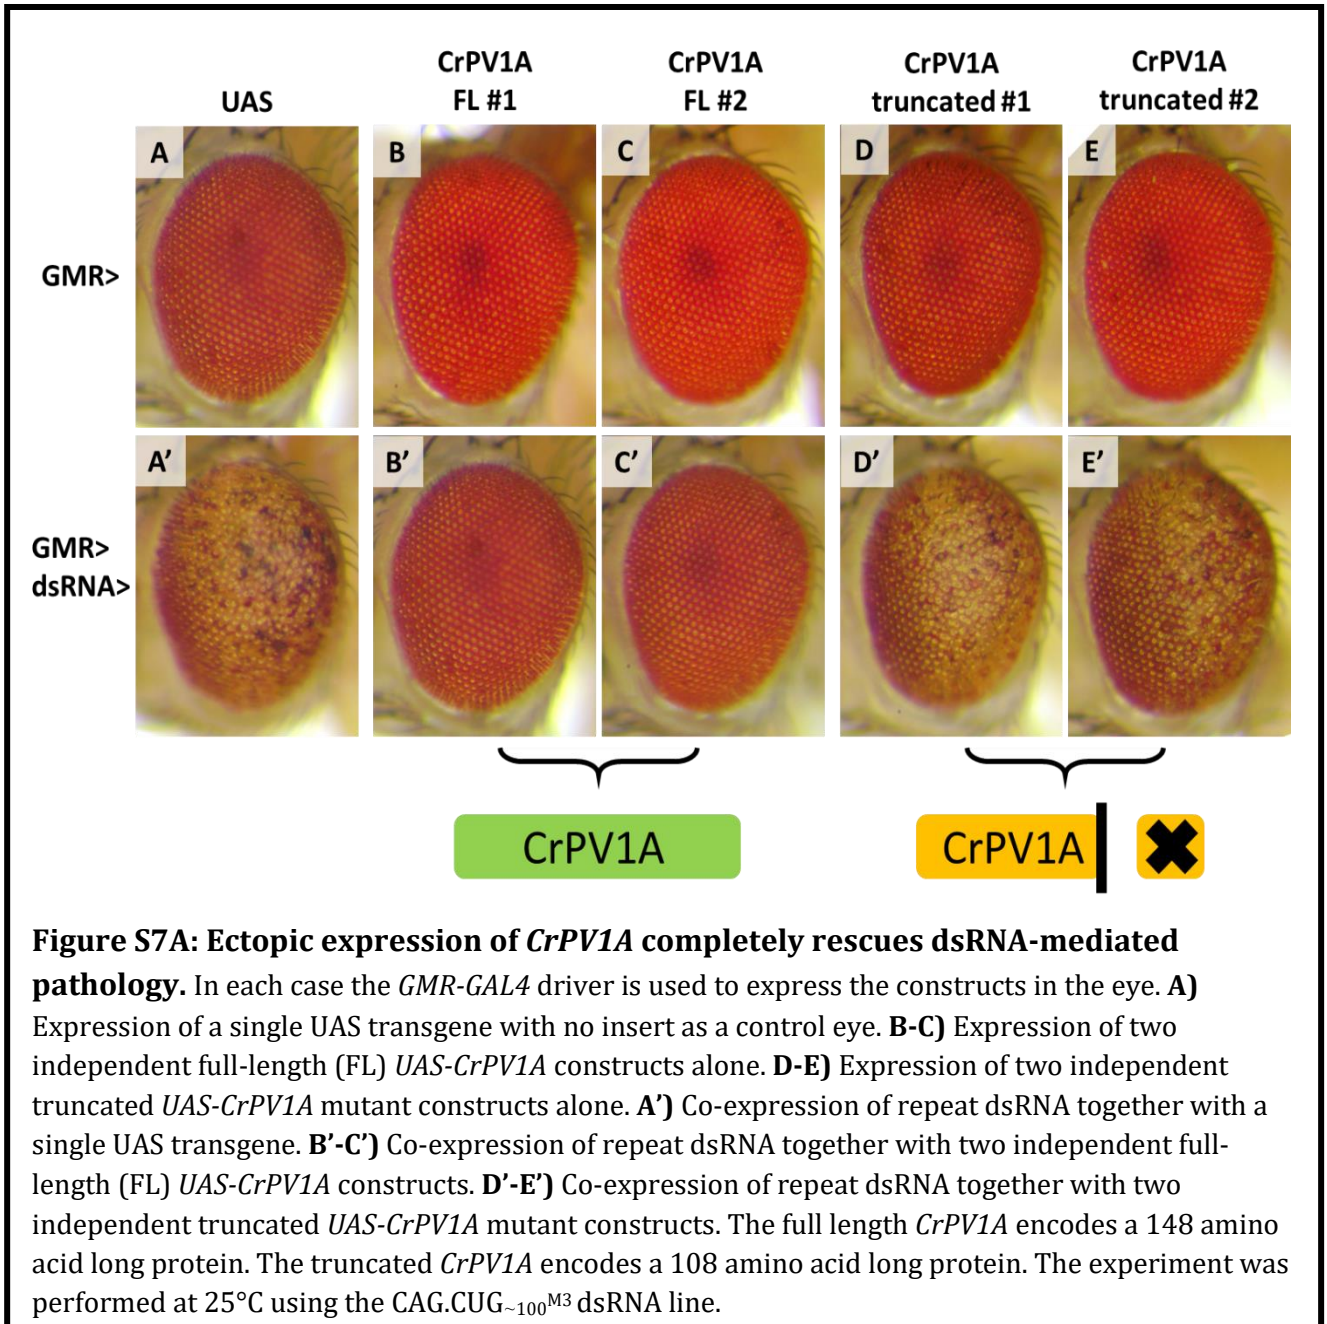 UAS
CrPV1A
FL #1
CrPV1A
FL #2
CrPV1A
truncated #1
CrPV1A
truncated #2
GMR>
A
B
C
D
E
GMR>
dsRNA>
A’
B’
C’
D’
E’
CrPV1A
CrPV1A
Figure S7A: Ectopic expression of CrPV1A completely rescues dsRNA-mediated
pathology. In each case the GMR-GAL4 driver is used to express the constructs in the eye. A)
Expression of a single UAS transgene with no insert as a control eye. B-C) Expression of two
independent full-length (FL) UAS-CrPV1A constructs alone. D-E) Expression of two independent
truncated UAS-CrPV1A mutant constructs alone. A’) Co-expression of repeat dsRNA together with a
single UAS transgene. B’-C’) Co-expression of repeat dsRNA together with two independent full-
length (FL) UAS-CrPV1A constructs. D’-E’) Co-expression of repeat dsRNA together with two
independent truncated UAS-CrPV1A mutant constructs. The full length CrPV1A encodes a 148 amino
acid long protein. The truncated CrPV1A encodes a 108 amino acid long protein. The experiment was
performed at 25°C using the CAG.CUG~100M3 dsRNA line.